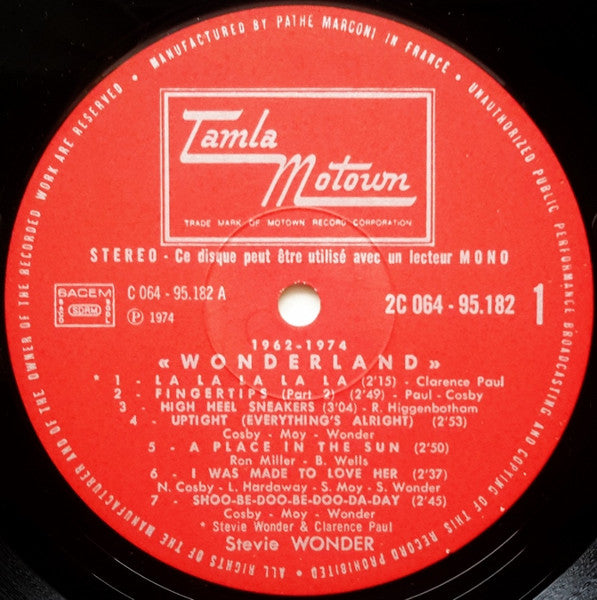 • MANUFACTURED BY PATHE MARCONI IN FRANCE • UNAUTHORIZED PUBLIC PERFORMANCE BROADCASTING AND COPYING OF THIS RECORD PROHIBITED • ALL RIGHTS OF THE MANUFACTURER AND OF THE OWNER OF THE RECORDED WORK ARE RESERVED
Tamla
Motown
TRADE MARK OF MOTOWN RECORD CORPORATION
STEREO - Ce disque peut être utilisé avec un lecteur MONO
SACEM
SDRM
C 064 - 95.182 A
Ⓟ 1974
2C 064 - 95.182 1
1962-1974
« WONDERLAND »
* 1 - LA LA LA LA LA (2'15) - Clarence Paul
2 - FINGERTIPS (Part 2) (2'49) - Paul - Cosby
3 - HIGH HEEL SNEAKERS (3'04) - R. Higgenbotham
4 - UPTIGHT (EVERYTHING'S ALRIGHT) (2'53)
Cosby - Moy - Wonder
5 - A PLACE IN THE SUN (2'50)
Ron Miller - B. Wells
6 - I WAS MADE TO LOVE HER (2'37)
N. Cosby - L. Hardaway - S. Moy - S. Wonder
7 - SHOO-BE-DOO-BE-DOO-DA-DAY (2'45)
Cosby - Moy - Wonder
* Stevie Wonder & Clarence Paul
Stevie WONDER